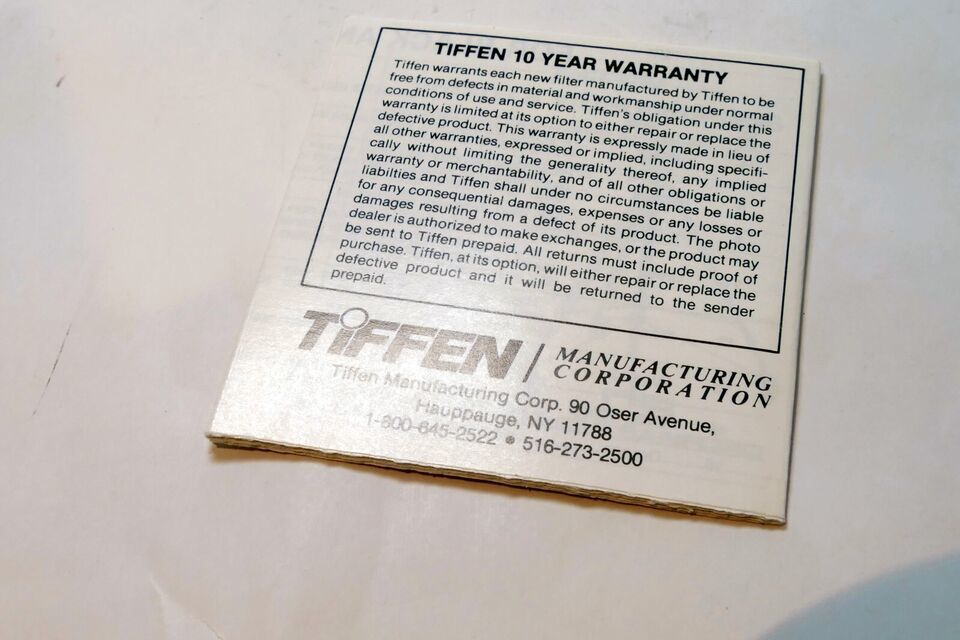 TIFFEN 10 YEAR WARRANTY
Tiffen warrants each new filter manufactured by Tiffen to be
free from defects in material and workmanship under normal
conditions of use and service. Tiffen's obligation under this
warranty is limited at its option to either repair or replace the
defective product. This warranty is expressly made in lieu of
all other warranties, expressed or implied, including specifi-
cally without limiting the generality thereof, any implied
warranty or merchantability, and of all other obligations or
liabilties and Tiffen shall under no circumstances be liable
for any consequential damages, expenses or any losses or
damages resulting from a defect of its product. The photo
dealer is authorized to make exchanges, or the product may
be sent to Tiffen prepaid. All returns must include proof of
purchase. Tiffen, at its option, will either repair or replace the
defective product and it will be returned to the sender
prepaid.
TIFFEN / MANUFACTURING
CORPORATION
Tiffen Manufacturing Corp. 90 Oser Avenue,
Hauppauge, NY 11788
1-800-645-2522 • 516-273-2500